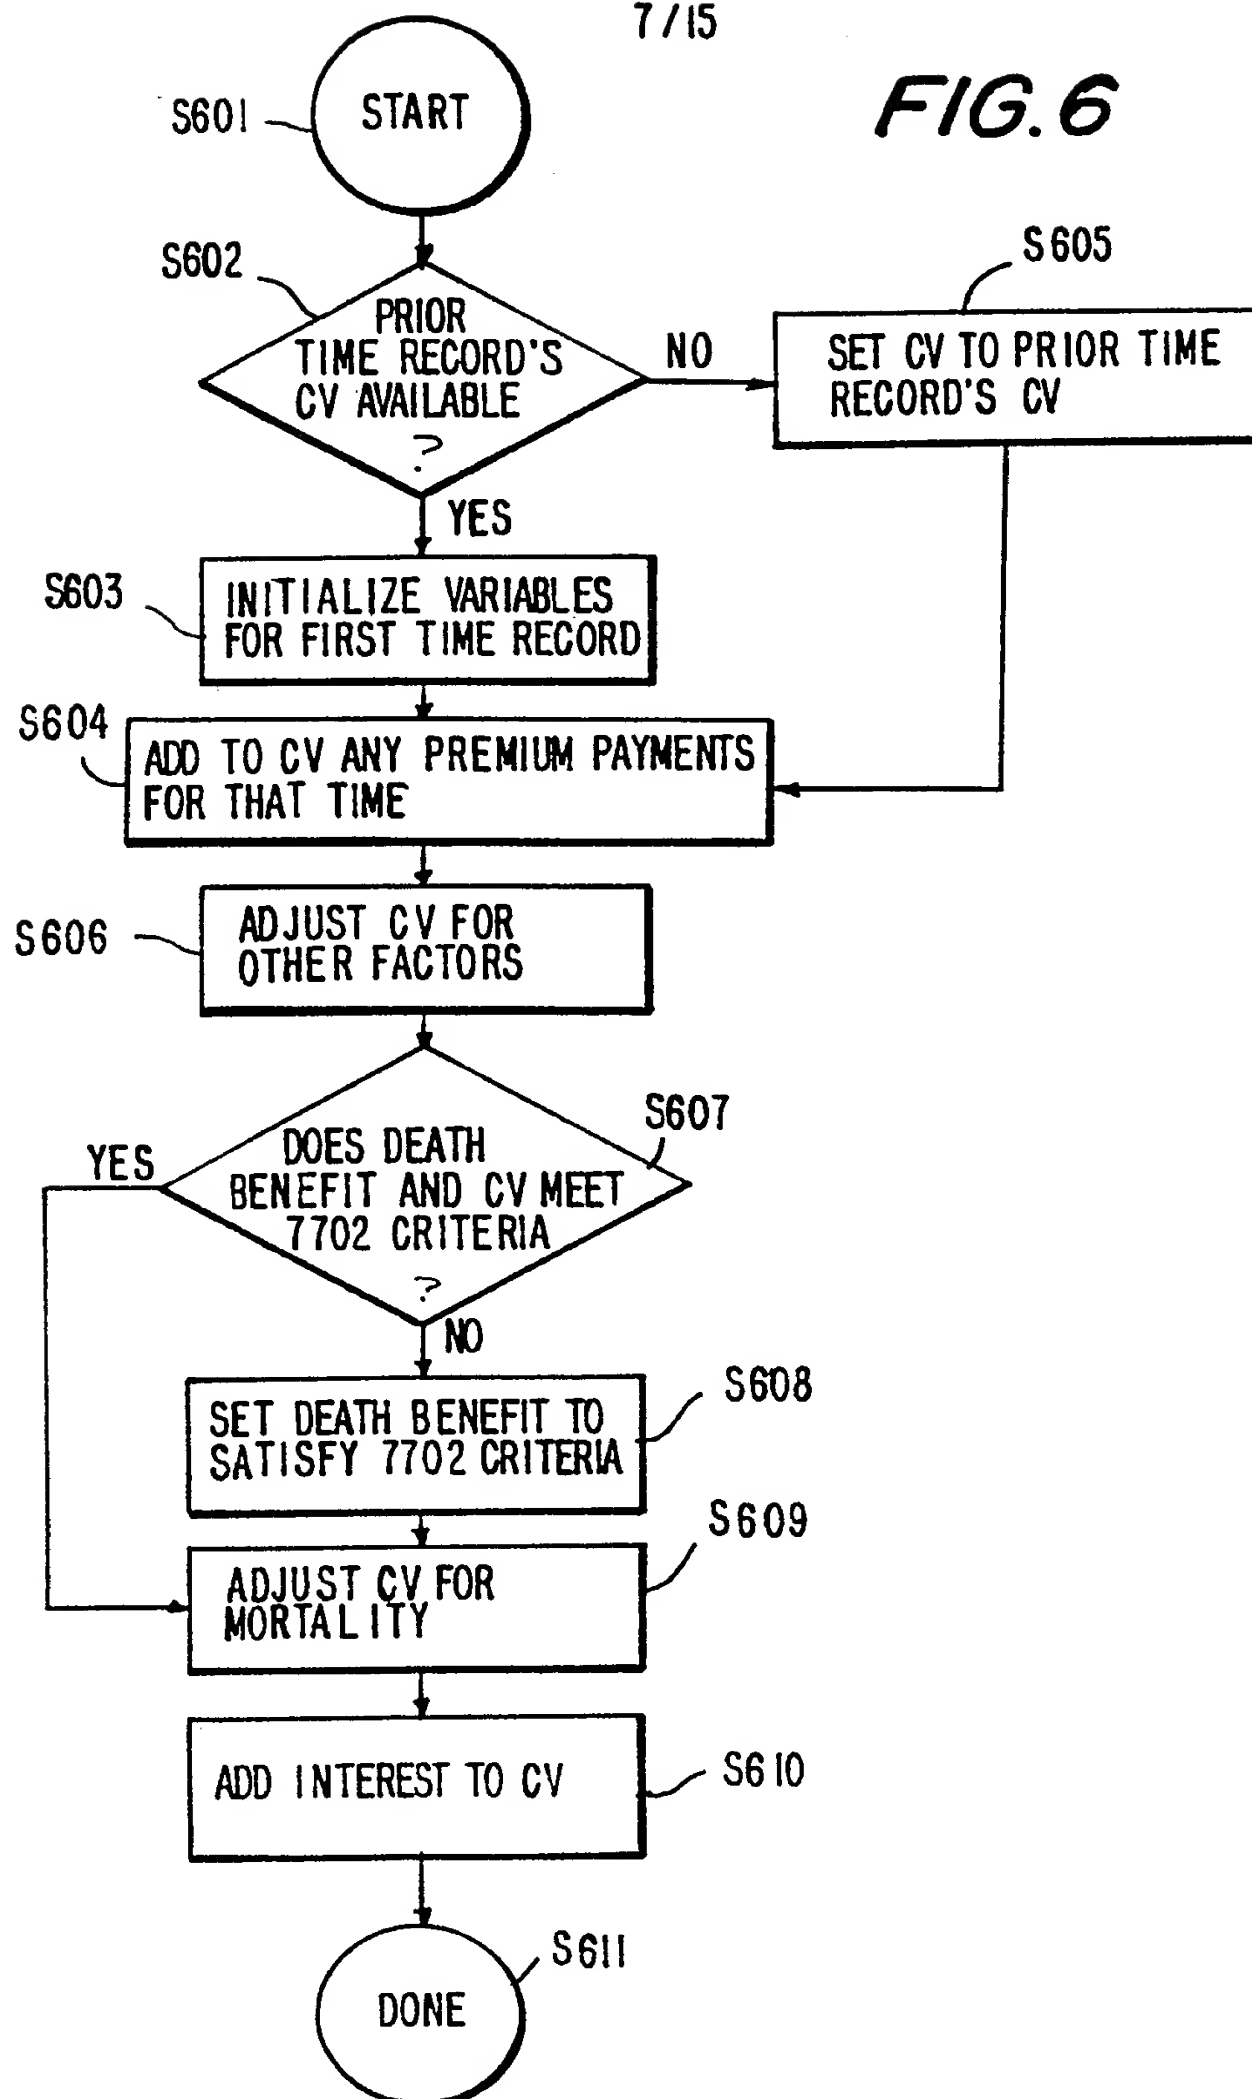 7/15
FIG. 6
S601
START
S602
PRIOR
TIME RECORD'S
CV AVAILABLE
?
NO
S605
SET CV TO PRIOR TIME
RECORD'S CV
YES
S603
INITIALIZE VARIABLES
FOR FIRST TIME RECORD
S604
ADD TO CV ANY PREMIUM PAYMENTS
FOR THAT TIME
S606
ADJUST CV FOR
OTHER FACTORS
S607
YES
DOES DEATH
BENEFIT AND CV MEET
7702 CRITERIA
?
NO
S608
SET DEATH BENEFIT TO
SATISFY 7702 CRITERIA
S609
ADJUST CV FOR
MORTALITY
S610
ADD INTEREST TO CV
S611
DONE